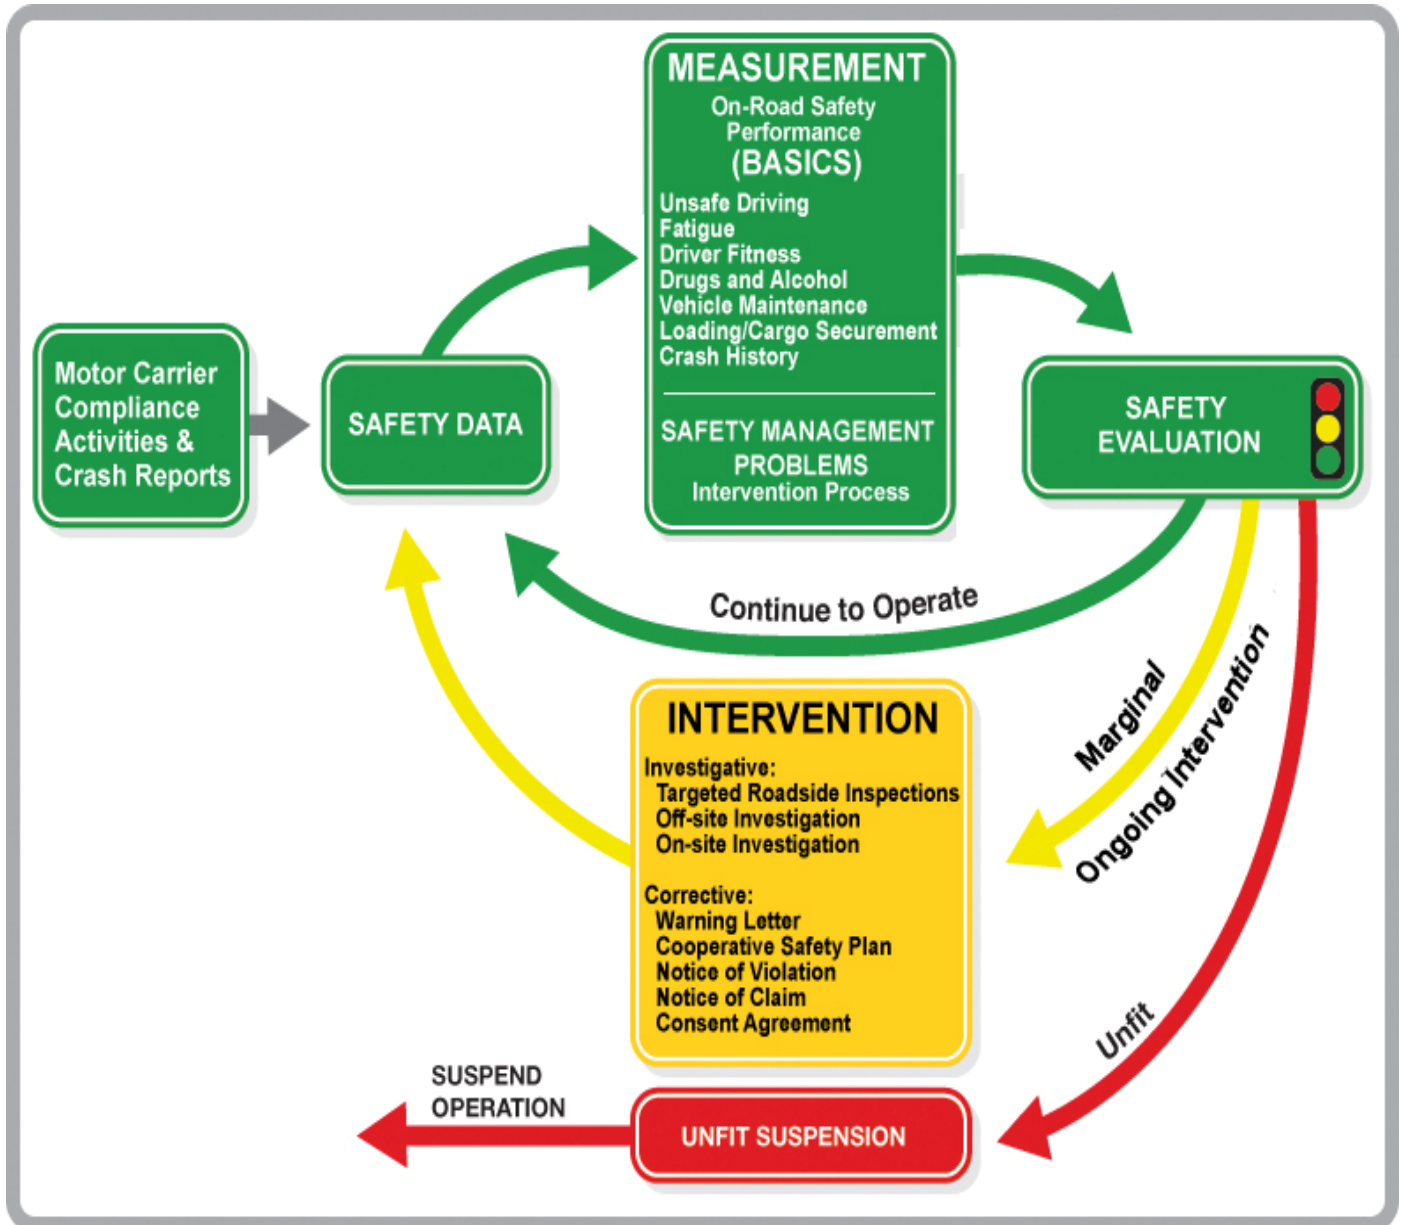 MEASUREMENT
On-Road Safety
Performance
(BASICS)
Unsafe Driving
Fatigue
Driver Fitness
Drugs and Alcohol
Vehicle Maintenance
Loading/Cargo Securement
Crash History
SAFETY MANAGEMENT
PROBLEMS
Intervention Process
Motor Carrier
Compliance
Activities &
Crash Reports
SAFETY DATA
SAFETY
EVALUATION
Continue to Operate
Marginal
Ongoing Intervention
Unfit
INTERVENTION
Investigative:
Targeted Roadside Inspections
Off-site Investigation
On-site Investigation
Corrective:
Warning Letter
Cooperative Safety Plan
Notice of Violation
Notice of Claim
Consent Agreement
SUSPEND
OPERATION
UNFIT SUSPENSION